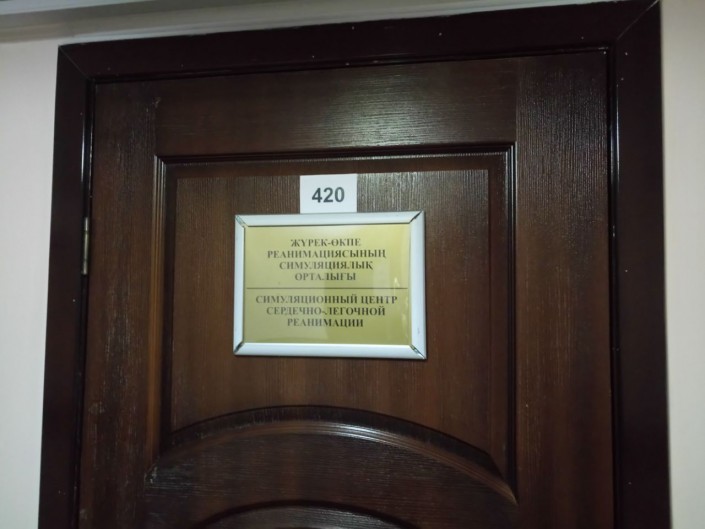 420
ЖҮРЕК-ӨКПЕ
РЕАНИМАЦИЯСЫНЫҢ
СИМУЛЯЦИЯЛЫҚ
ОРТАЛЫҒЫ
СИМУЛЯЦИОННЫЙ ЦЕНТР
СЕРДЕЧНО-ЛЕГОЧНОЙ
РЕАНИМАЦИИ